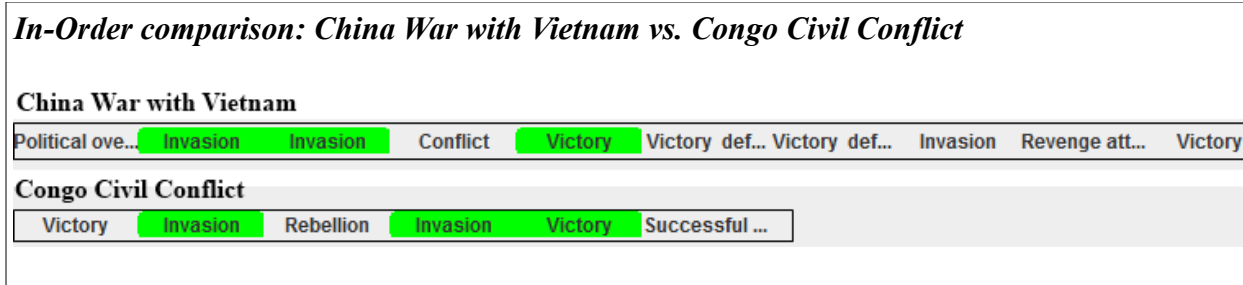 In-Order comparison: China War with Vietnam vs. Congo Civil Conflict
China War with Vietnam
Political ove... Invasion Invasion Conflict Victory Victory def... Victory def... Invasion Revenge att... Victory
Congo Civil Conflict
Victory Invasion Rebellion Invasion Victory Successful ...